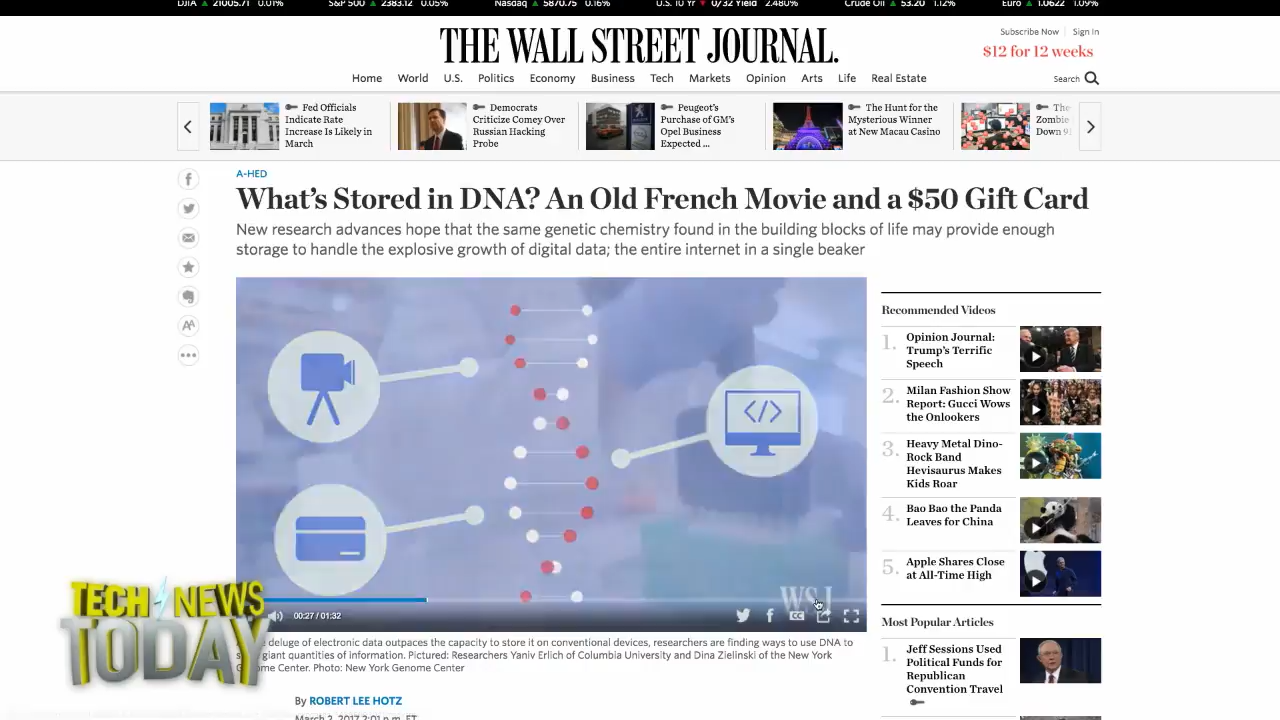 DJIA 21005.71 0.01% S&P 500 2383.12 0.05% Nasdaq 5870.75 0.16% U.S. 10 Yr 0/32 Yield 2.480% Crude Oil 53.20 1.12% Euro 1.0622 1.09%
Subscribe Now Sign In
THE WALL STREET JOURNAL.
$12 for 12 weeks
Home World U.S. Politics Economy Business Tech Markets Opinion Arts Life Real Estate Search
Fed Officials
Indicate Rate
Increase Is Likely in
March
Democrats
Criticize Comey Over
Russian Hacking
Probe
Peugeot's
Purchase of GM's
Opel Business
Expected ...
The Hunt for the
Mysterious Winner
at New Macau Casino
The
Zombie
Down
A-HED
What's Stored in DNA? An Old French Movie and a $50 Gift Card
New research advances hope that the same genetic chemistry found in the building blocks of life may provide enough
storage to handle the explosive growth of digital data; the entire internet in a single beaker
</>
WSJ
00:27 / 01:32
CC
deluge of electronic data outpaces the capacity to store it on conventional devices, researchers are finding ways to use DNA to
giant quantities of information. Pictured: Researchers Yaniv Erlich of Columbia University and Dina Zielinski of the New York
Genome Center. Photo: New York Genome Center
By ROBERT LEE HOTZ
March 2, 2017 2:01 p.m. ET
TECH NEWS
TODAY
Recommended Videos
1. Opinion Journal:
Trump's Terrific
Speech
2. Milan Fashion Show
Report: Gucci Wows
the Onlookers
3. Heavy Metal Dino-
Rock Band
Hevisaurus Makes
Kids Roar
4. Bao Bao the Panda
Leaves for China
5. Apple Shares Close
at All-Time High
Most Popular Articles
1. Jeff Sessions Used
Political Funds for
Republican
Convention Travel